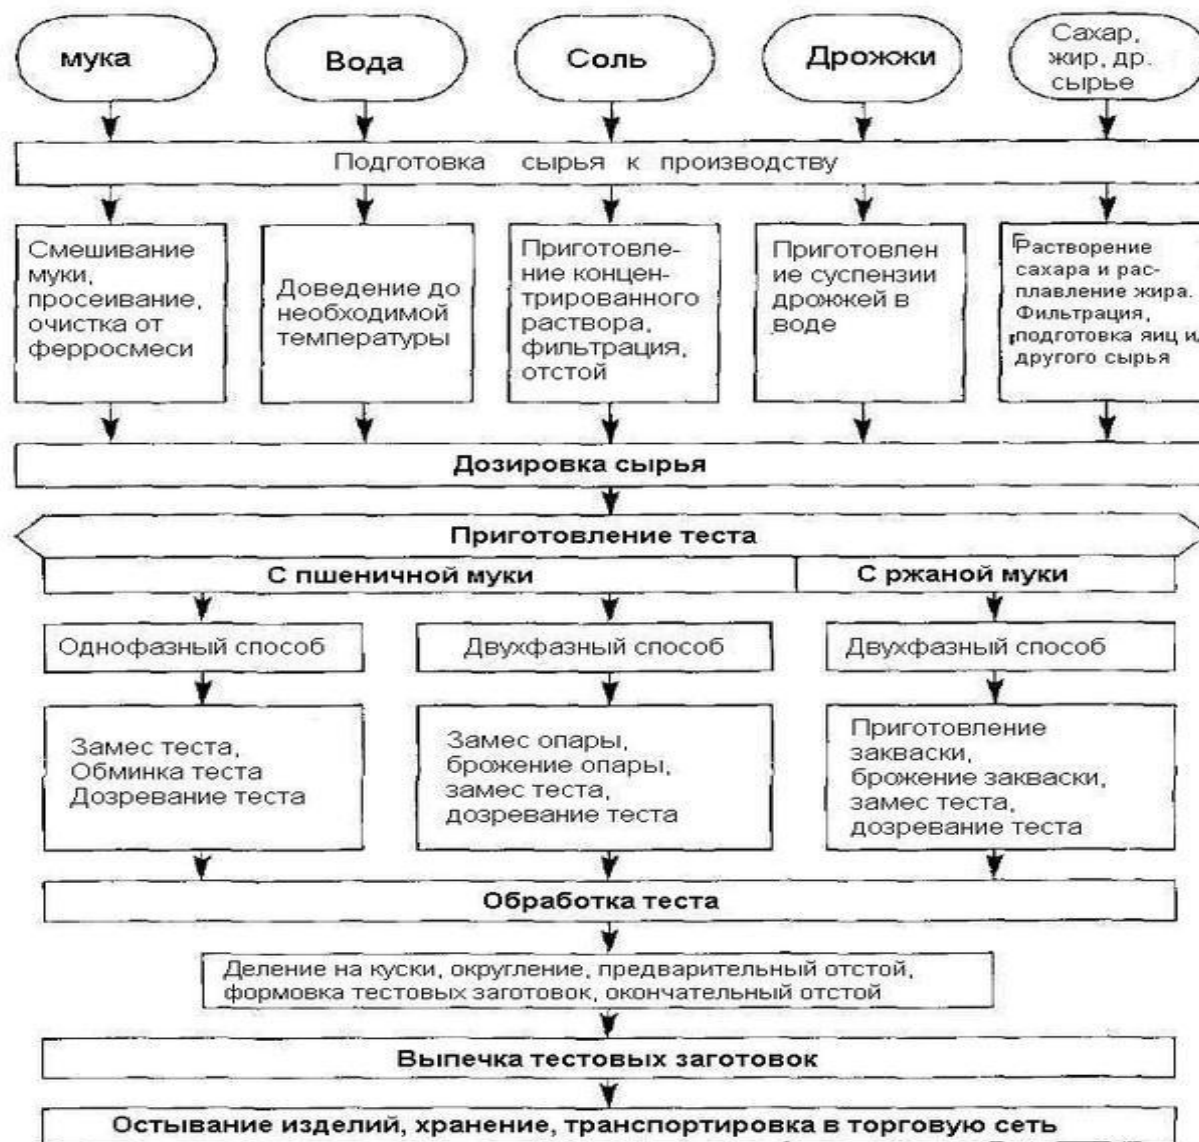 мука
Вода
Соль
Дрожжи
Сахар,
жир, др.
сырье
Подготовка сырья к производству
Смешивание
муки,
просеивание,
очистка от
ферросмеси
Доведение до
необходимой
температуры
Приготовле-
ние концен-
трированного
раствора,
фильтрация,
отстой
Приготовлен
ие суспензии
дрожжей в
воде
Растворение
сахара и рас-
плавление жира.
Фильтрация,
подготовка яиц и
другого сырья
Дозировка сырья
Приготовление теста
С пшеничной муки
С ржаной муки
Однофазный способ
Двухфазный способ
Двухфазный способ
Замес теста,
Обминка теста
Дозревание теста
Замес опары,
брожение опары,
замес теста,
дозревание теста
Приготовление
закваски,
брожение закваски,
замес теста,
дозревание теста
Обработка теста
Деление на куски, округление, предварительный отстой,
формовка тестовых заготовок, окончательный отстой
Выпечка тестовых заготовок
Остывание изделий, хранение, транспортировка в торговую сеть